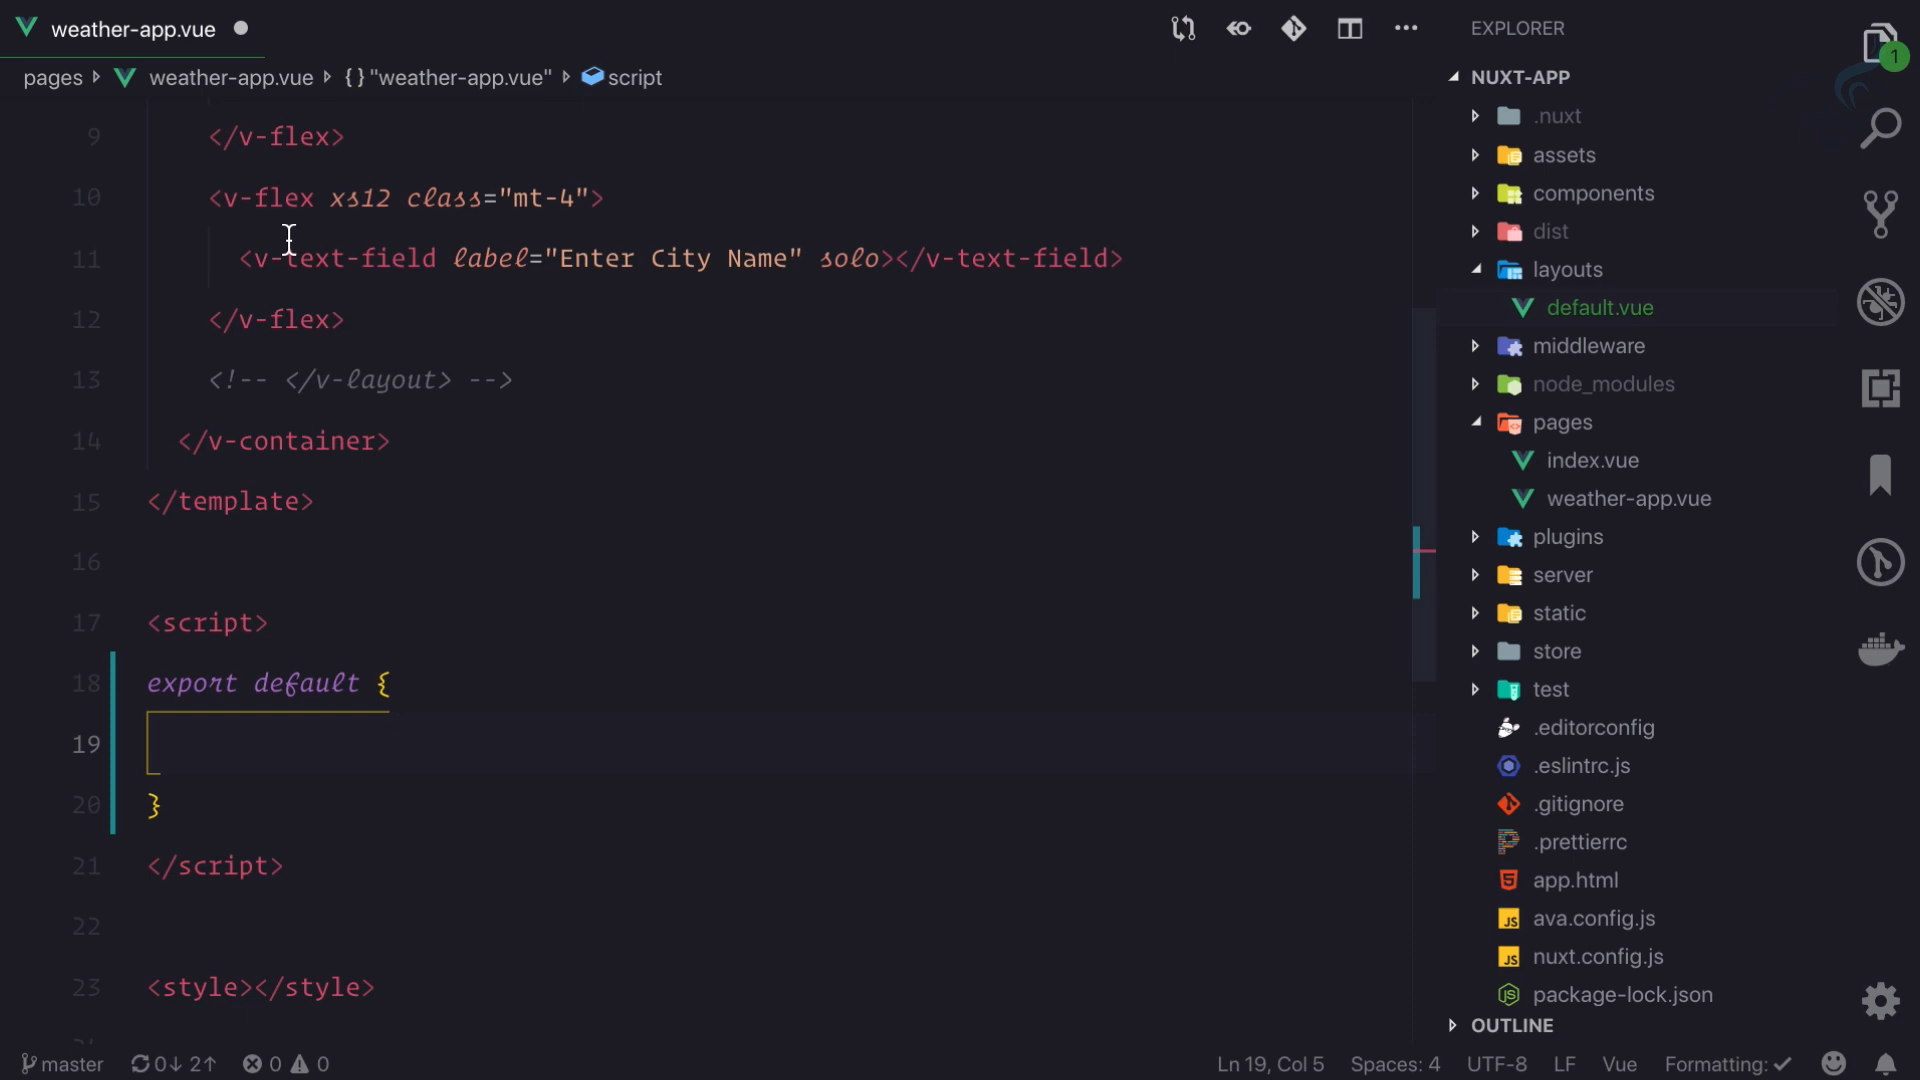 weather-app.vue
EXPLORER
pages weather-app.vue {} "weather-app.vue" script
NUXT-APP
1
9 </v-flex>
10 <v-flex xs12 class="mt-4">
11 <v-text-field label="Enter City Name" solo></v-text-field>
12 </v-flex>
13 <!-- </v-layout> -->
14 </v-container>
15 </template>
16
17 <script>
18 export default {
19
20 }
21 </script>
22
23 <style></style>
.nuxt
assets
components
dist
layouts
default.vue
middleware
node_modules
pages
index.vue
weather-app.vue
plugins
server
static
store
test
.editorconfig
.eslintrc.js
.gitignore
.prettierrc
app.html
JS ava.config.js
JS nuxt.config.js
package-lock.json
OUTLINE
master 0↓ 2↑ 0 0 Ln 19, Col 5 Spaces: 4 UTF-8 LF Vue Formatting: ✓